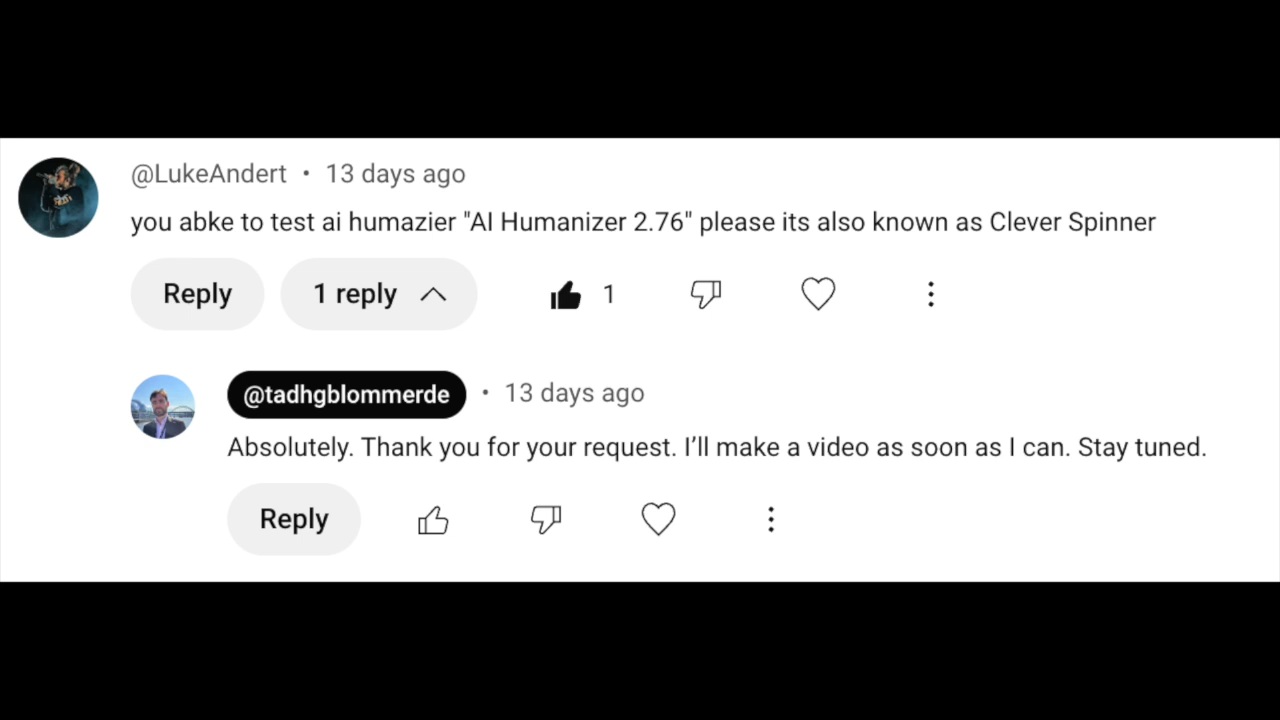 @LukeAndert • 13 days ago
you abke to test ai humazier "AI Humanizer 2.76" please its also known as Clever Spinner
Reply 1 reply 1
@tadhgblommerde • 13 days ago
Absolutely. Thank you for your request. I’ll make a video as soon as I can. Stay tuned.
Reply